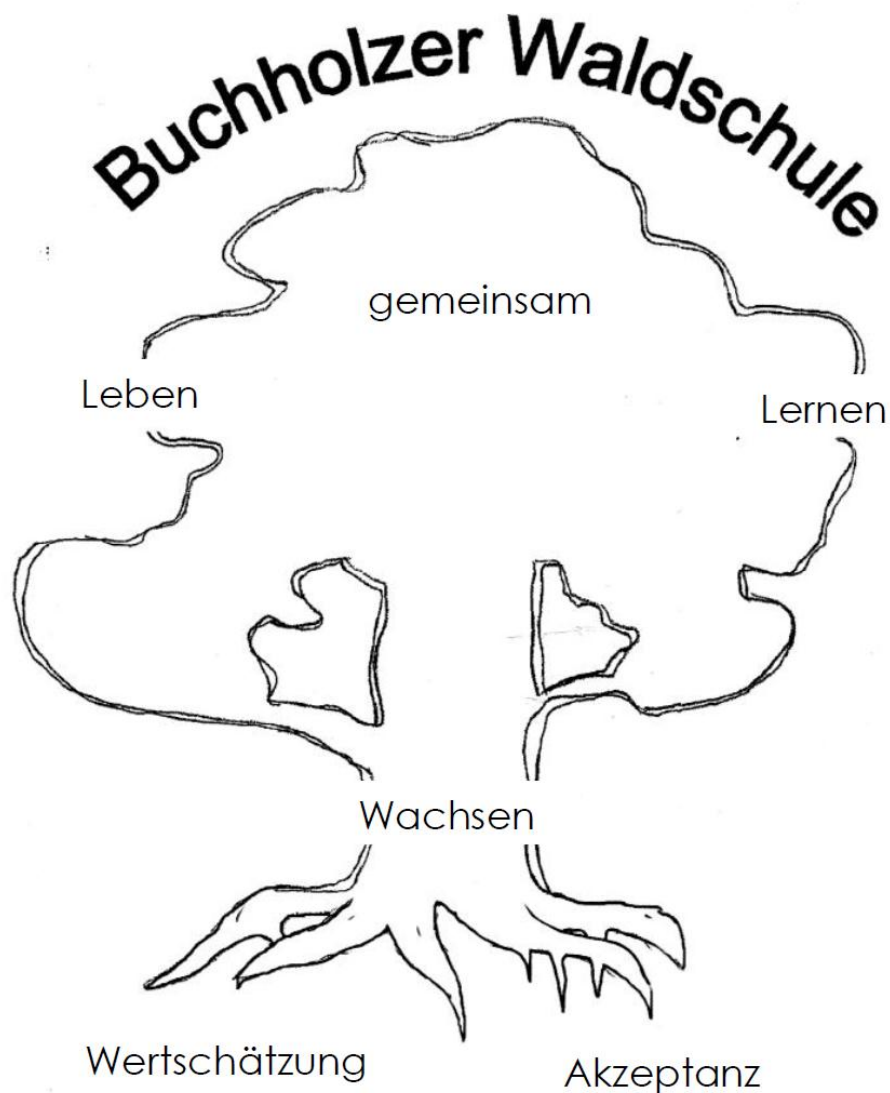 Buchholzer Waldschule
gemeinsam
Leben
Lernen
Wachsen
Wertschätzung
Akzeptanz